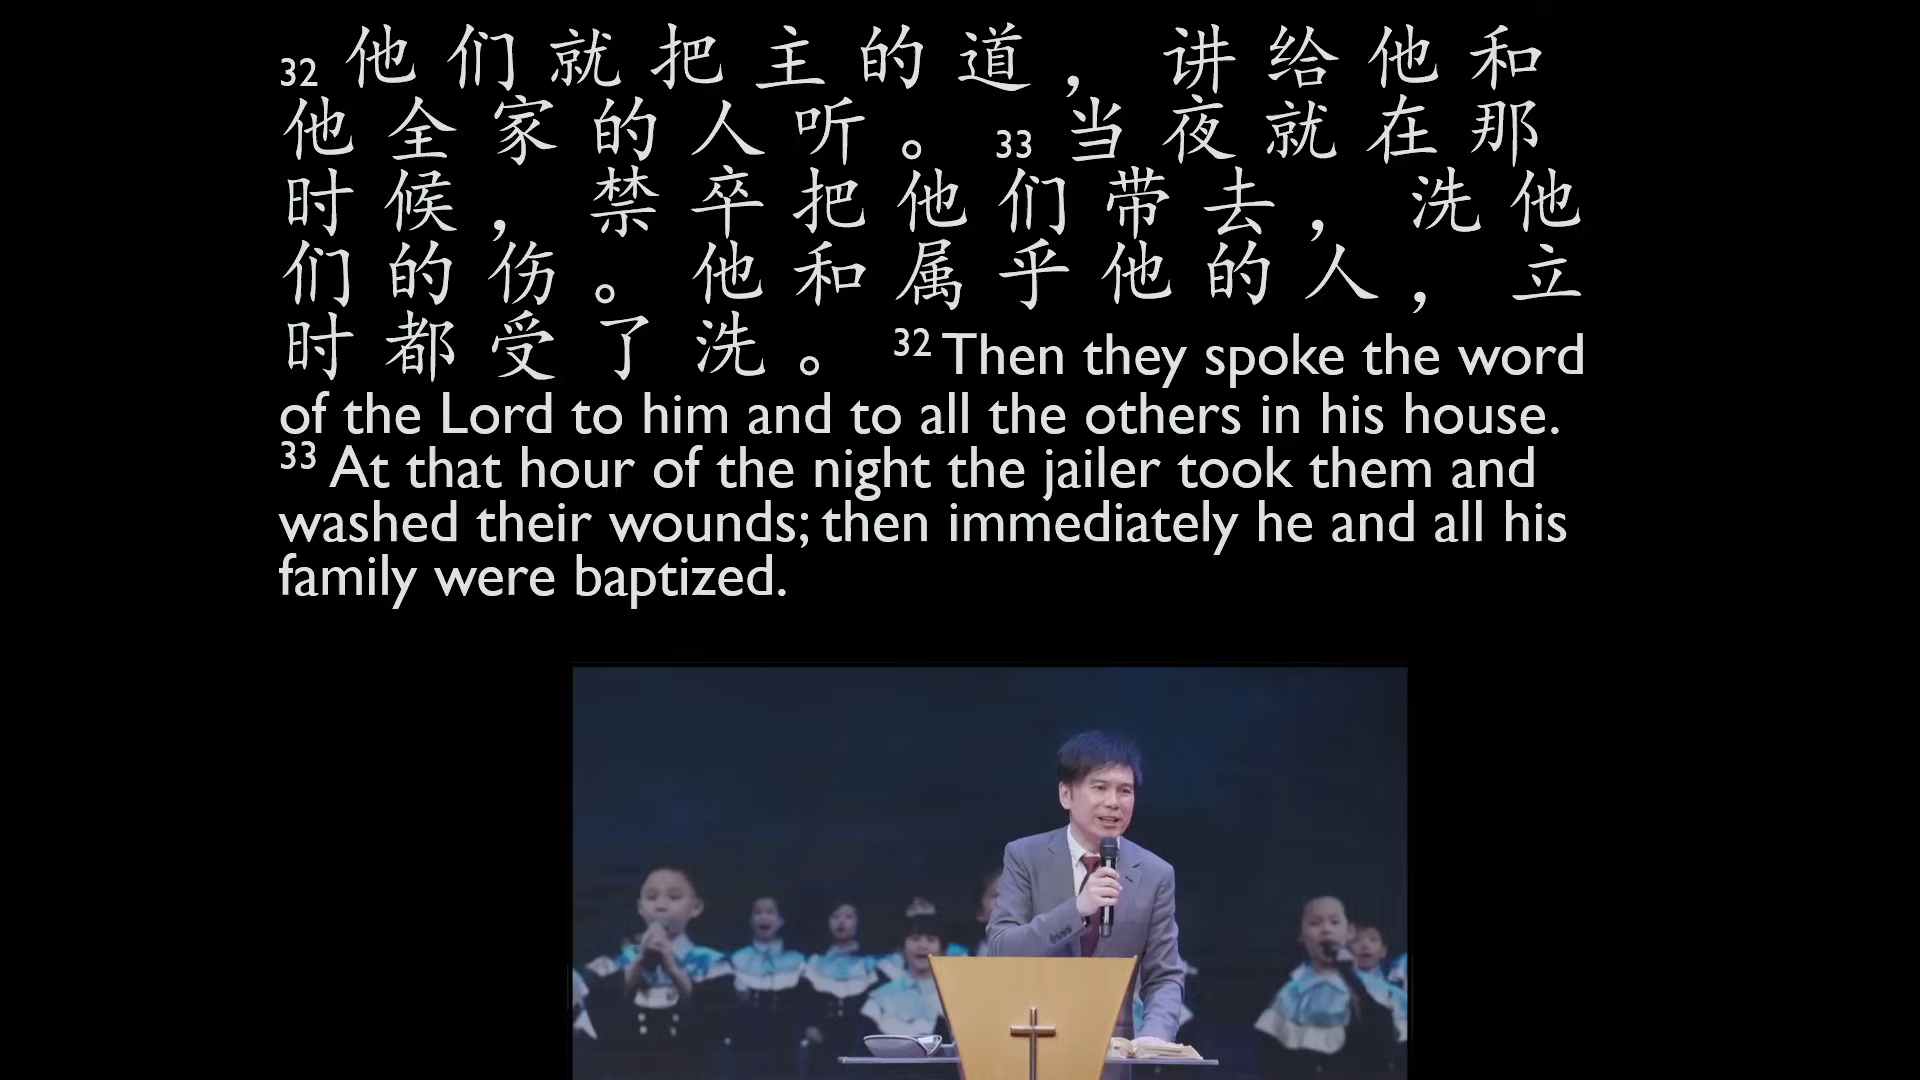 32 他们就把主的道，讲给他和
他全家的人听。 33 当夜就在那
时候，禁卒把他们带去，洗他
们的伤。他和属乎他的人，立
时都受了洗。 32 Then they spoke the word
of the Lord to him and to all the others in his house.
33 At that hour of the night the jailer took them and
washed their wounds; then immediately he and all his
family were baptized.